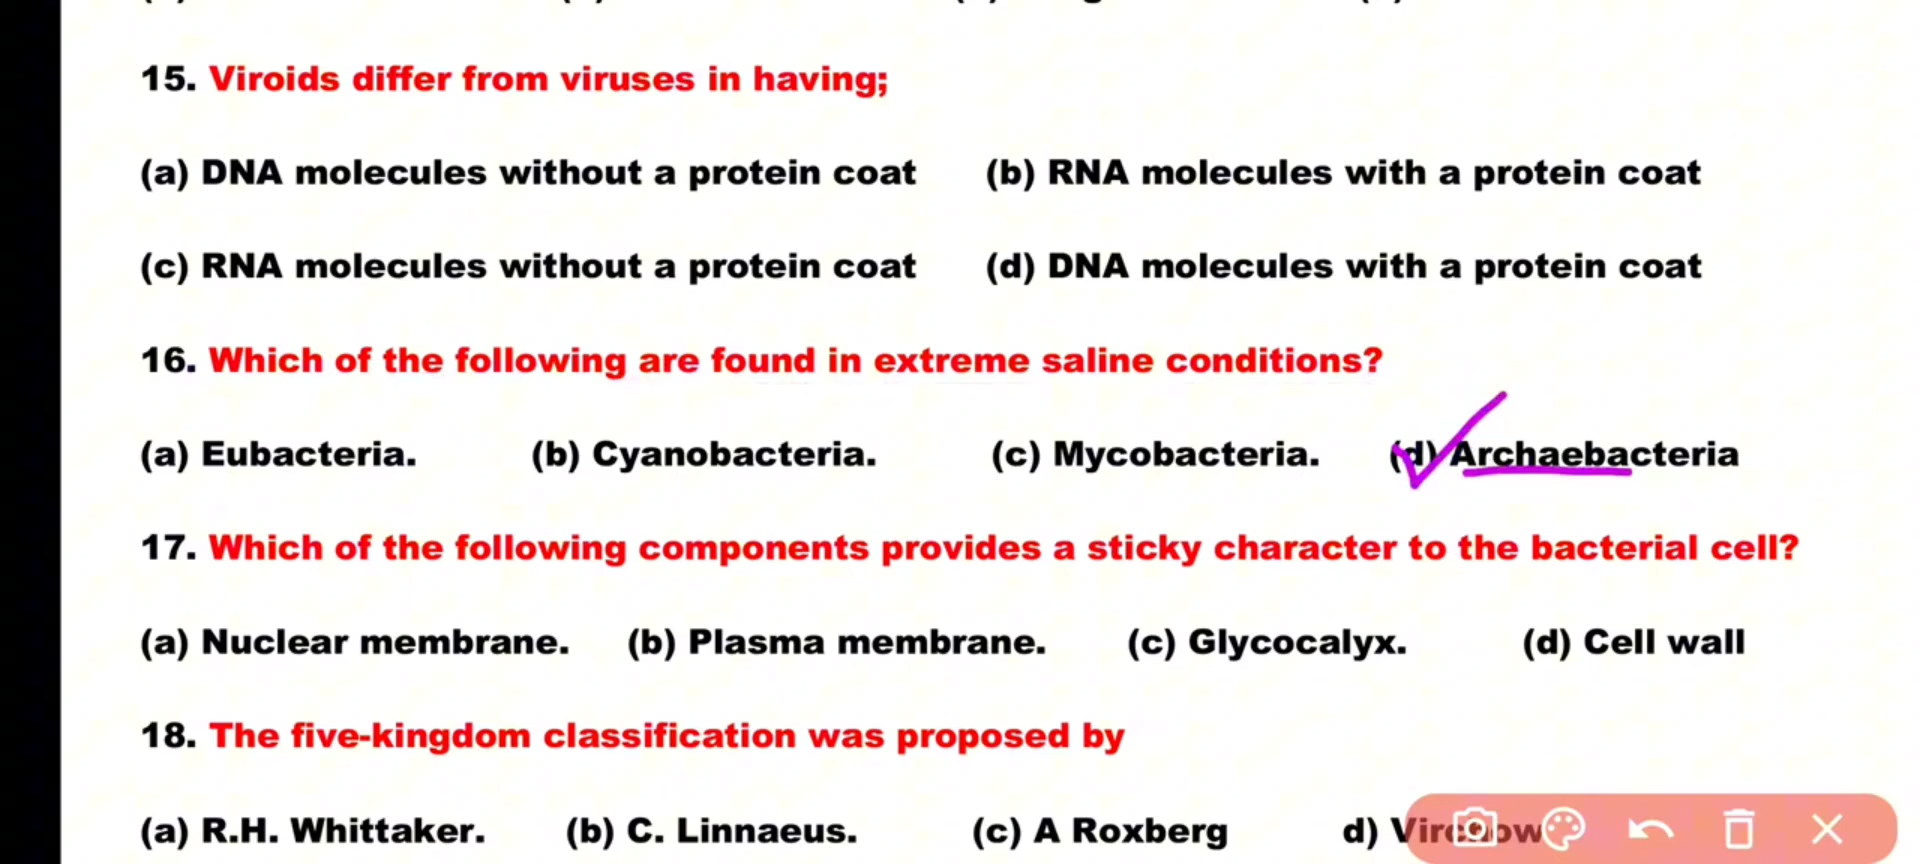 15. Viroids differ from viruses in having;
(a) DNA molecules without a protein coat (b) RNA molecules with a protein coat
(c) RNA molecules without a protein coat (d) DNA molecules with a protein coat
16. Which of the following are found in extreme saline conditions?
(a) Eubacteria. (b) Cyanobacteria. (c) Mycobacteria. (d) Archaebacteria
17. Which of the following components provides a sticky character to the bacterial cell?
(a) Nuclear membrane. (b) Plasma membrane. (c) Glycocalyx. (d) Cell wall
18. The five-kingdom classification was proposed by
(a) R.H. Whittaker. (b) C. Linnaeus. (c) A Roxberg d) Virchow